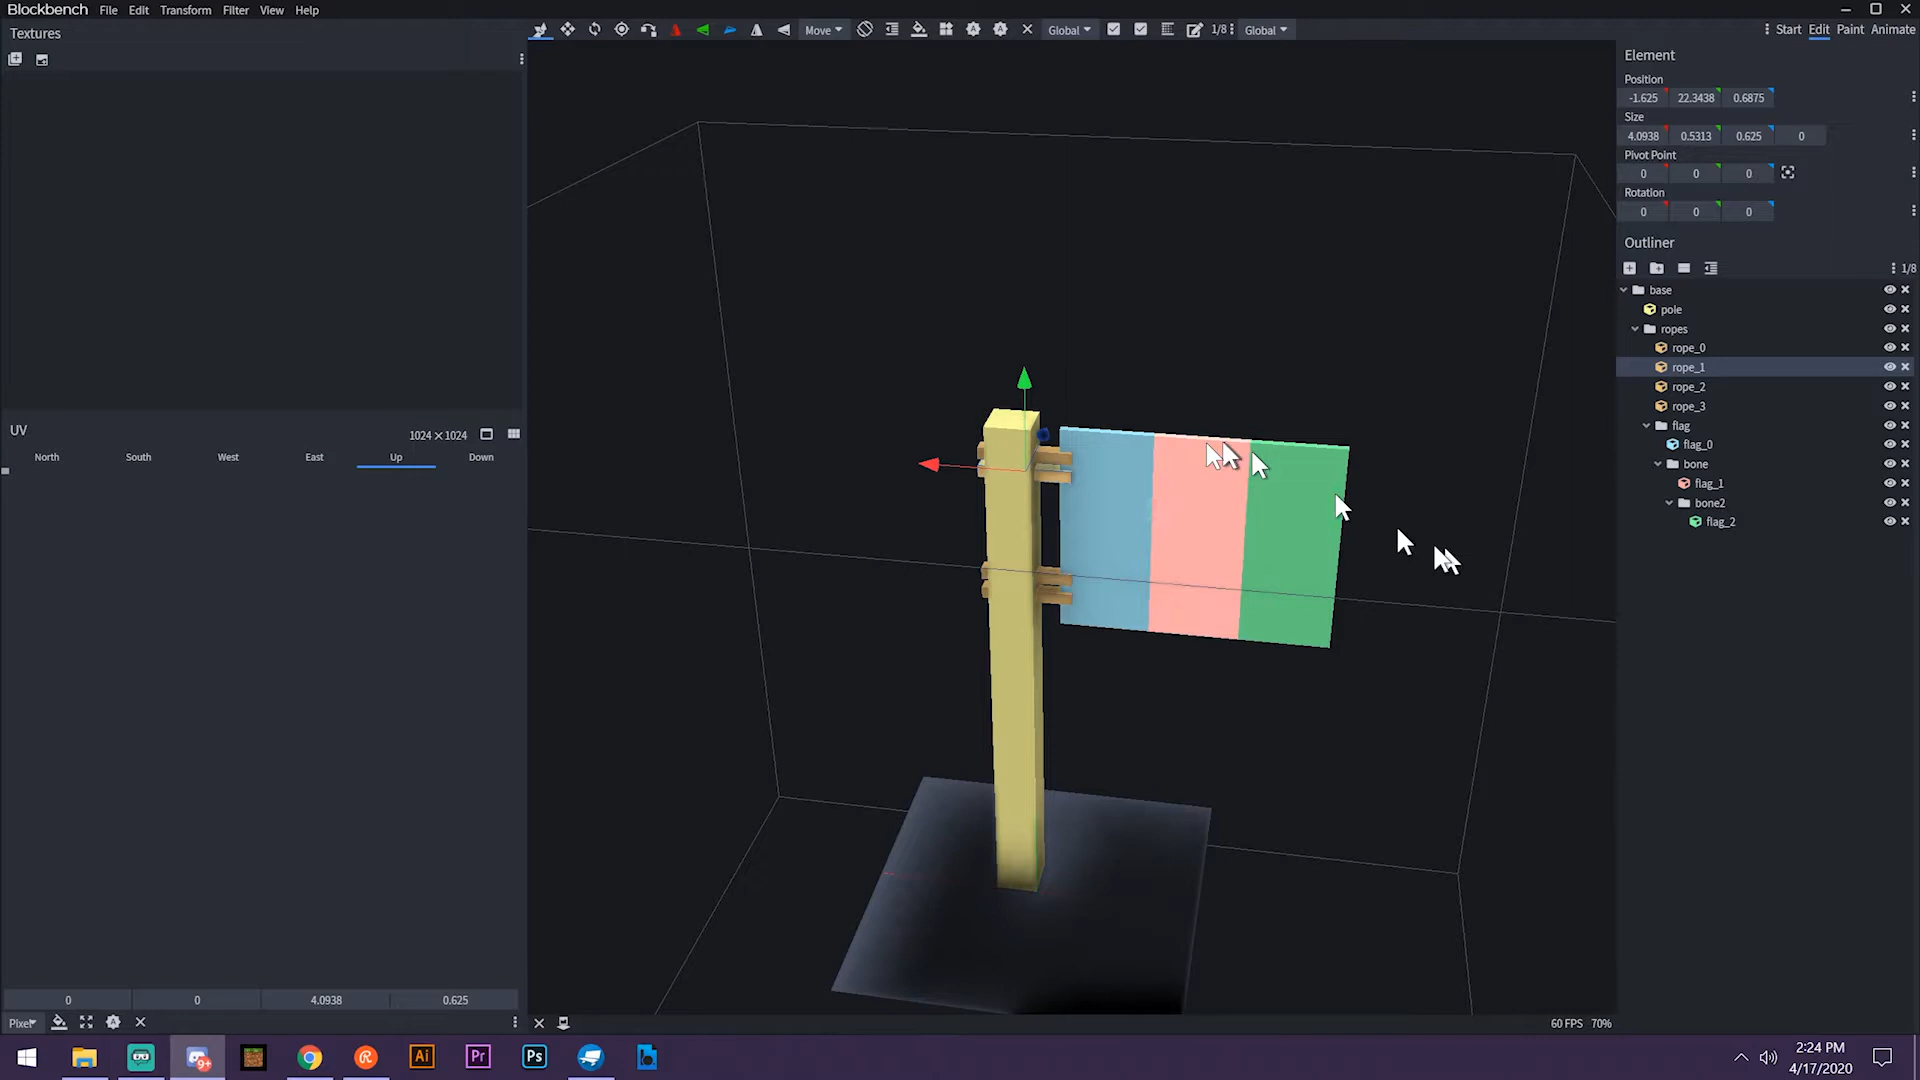 Blockbench File Edit Transform Filter View Help
Textures
Move
Global
1/8
Global
Start Edit Paint Animate
Element
Position
-1.625 22.3438 0.6875
Size
4.0938 0.5313 0.625 0
Pivot Point
0 0 0
Rotation
0 0 0
Outliner
1/8
base
pole
ropes
rope_0
rope_1
rope_2
rope_3
flag
flag_0
bone
flag_1
bone2
flag_2
UV
1024 × 1024
North South West East Up Down
0 0 4.0938 0.625
Pixel
60 FPS 70%
9+
Ai Pr Ps
2:24 PM
4/17/2020